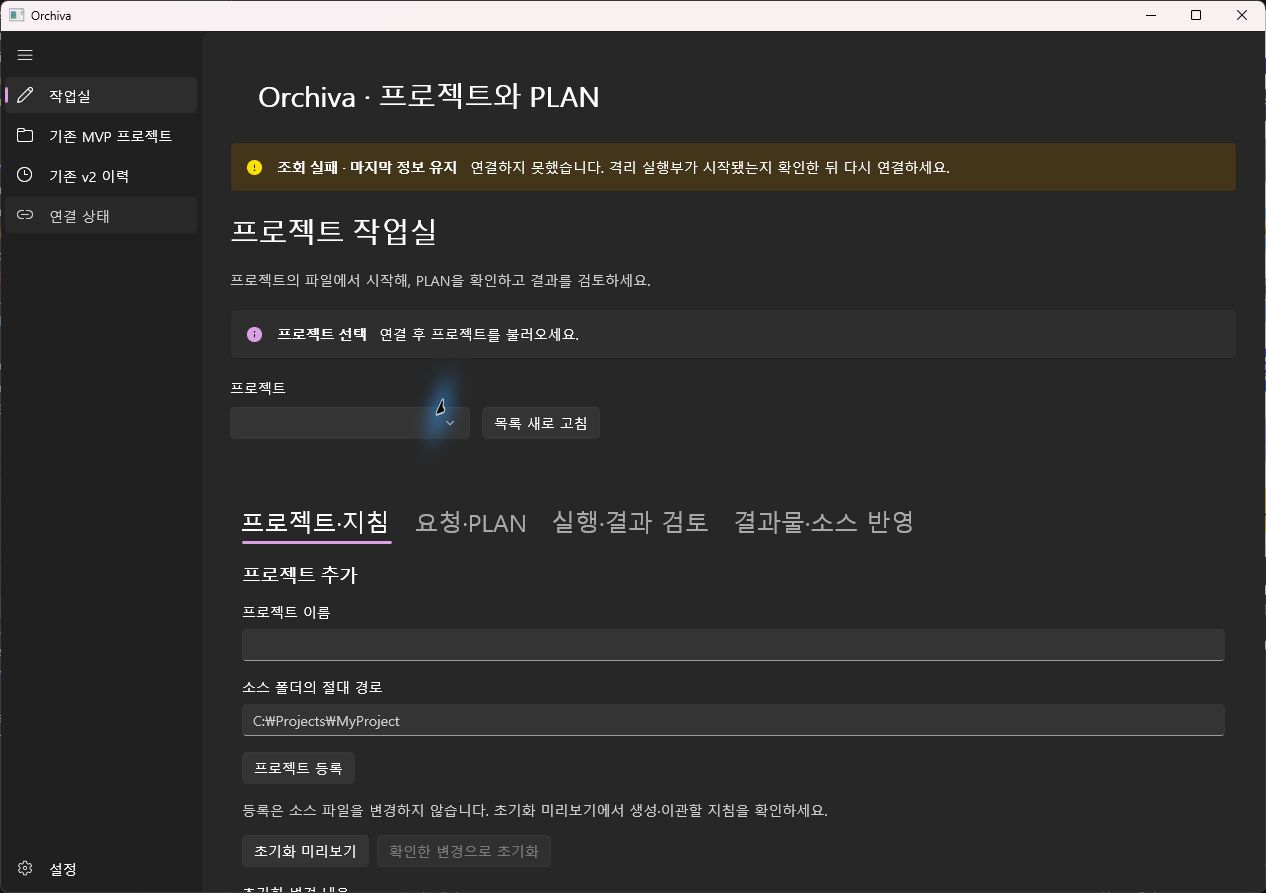 Orchiva
작업실
기존 MVP 프로젝트
기존 v2 이력
연결 상태
설정
Orchiva · 프로젝트와 PLAN
조회 실패 - 마지막 정보 유지 연결하지 못했습니다. 격리 실행부가 시작됐는지 확인한 뒤 다시 연결하세요.
프로젝트 작업실
프로젝트의 파일에서 시작해, PLAN을 확인하고 결과를 검토하세요.
프로젝트 선택 연결 후 프로젝트를 불러오세요.
프로젝트
목록 새로 고침
프로젝트·지침 요청·PLAN 실행·결과 검토 결과물·소스 반영
프로젝트 추가
프로젝트 이름
소스 폴더의 절대 경로
C:₩Projects₩MyProject
프로젝트 등록
등록은 소스 파일을 변경하지 않습니다. 초기화 미리보기에서 생성·이관할 지침을 확인하세요.
초기화 미리보기 확인한 변경으로 초기화